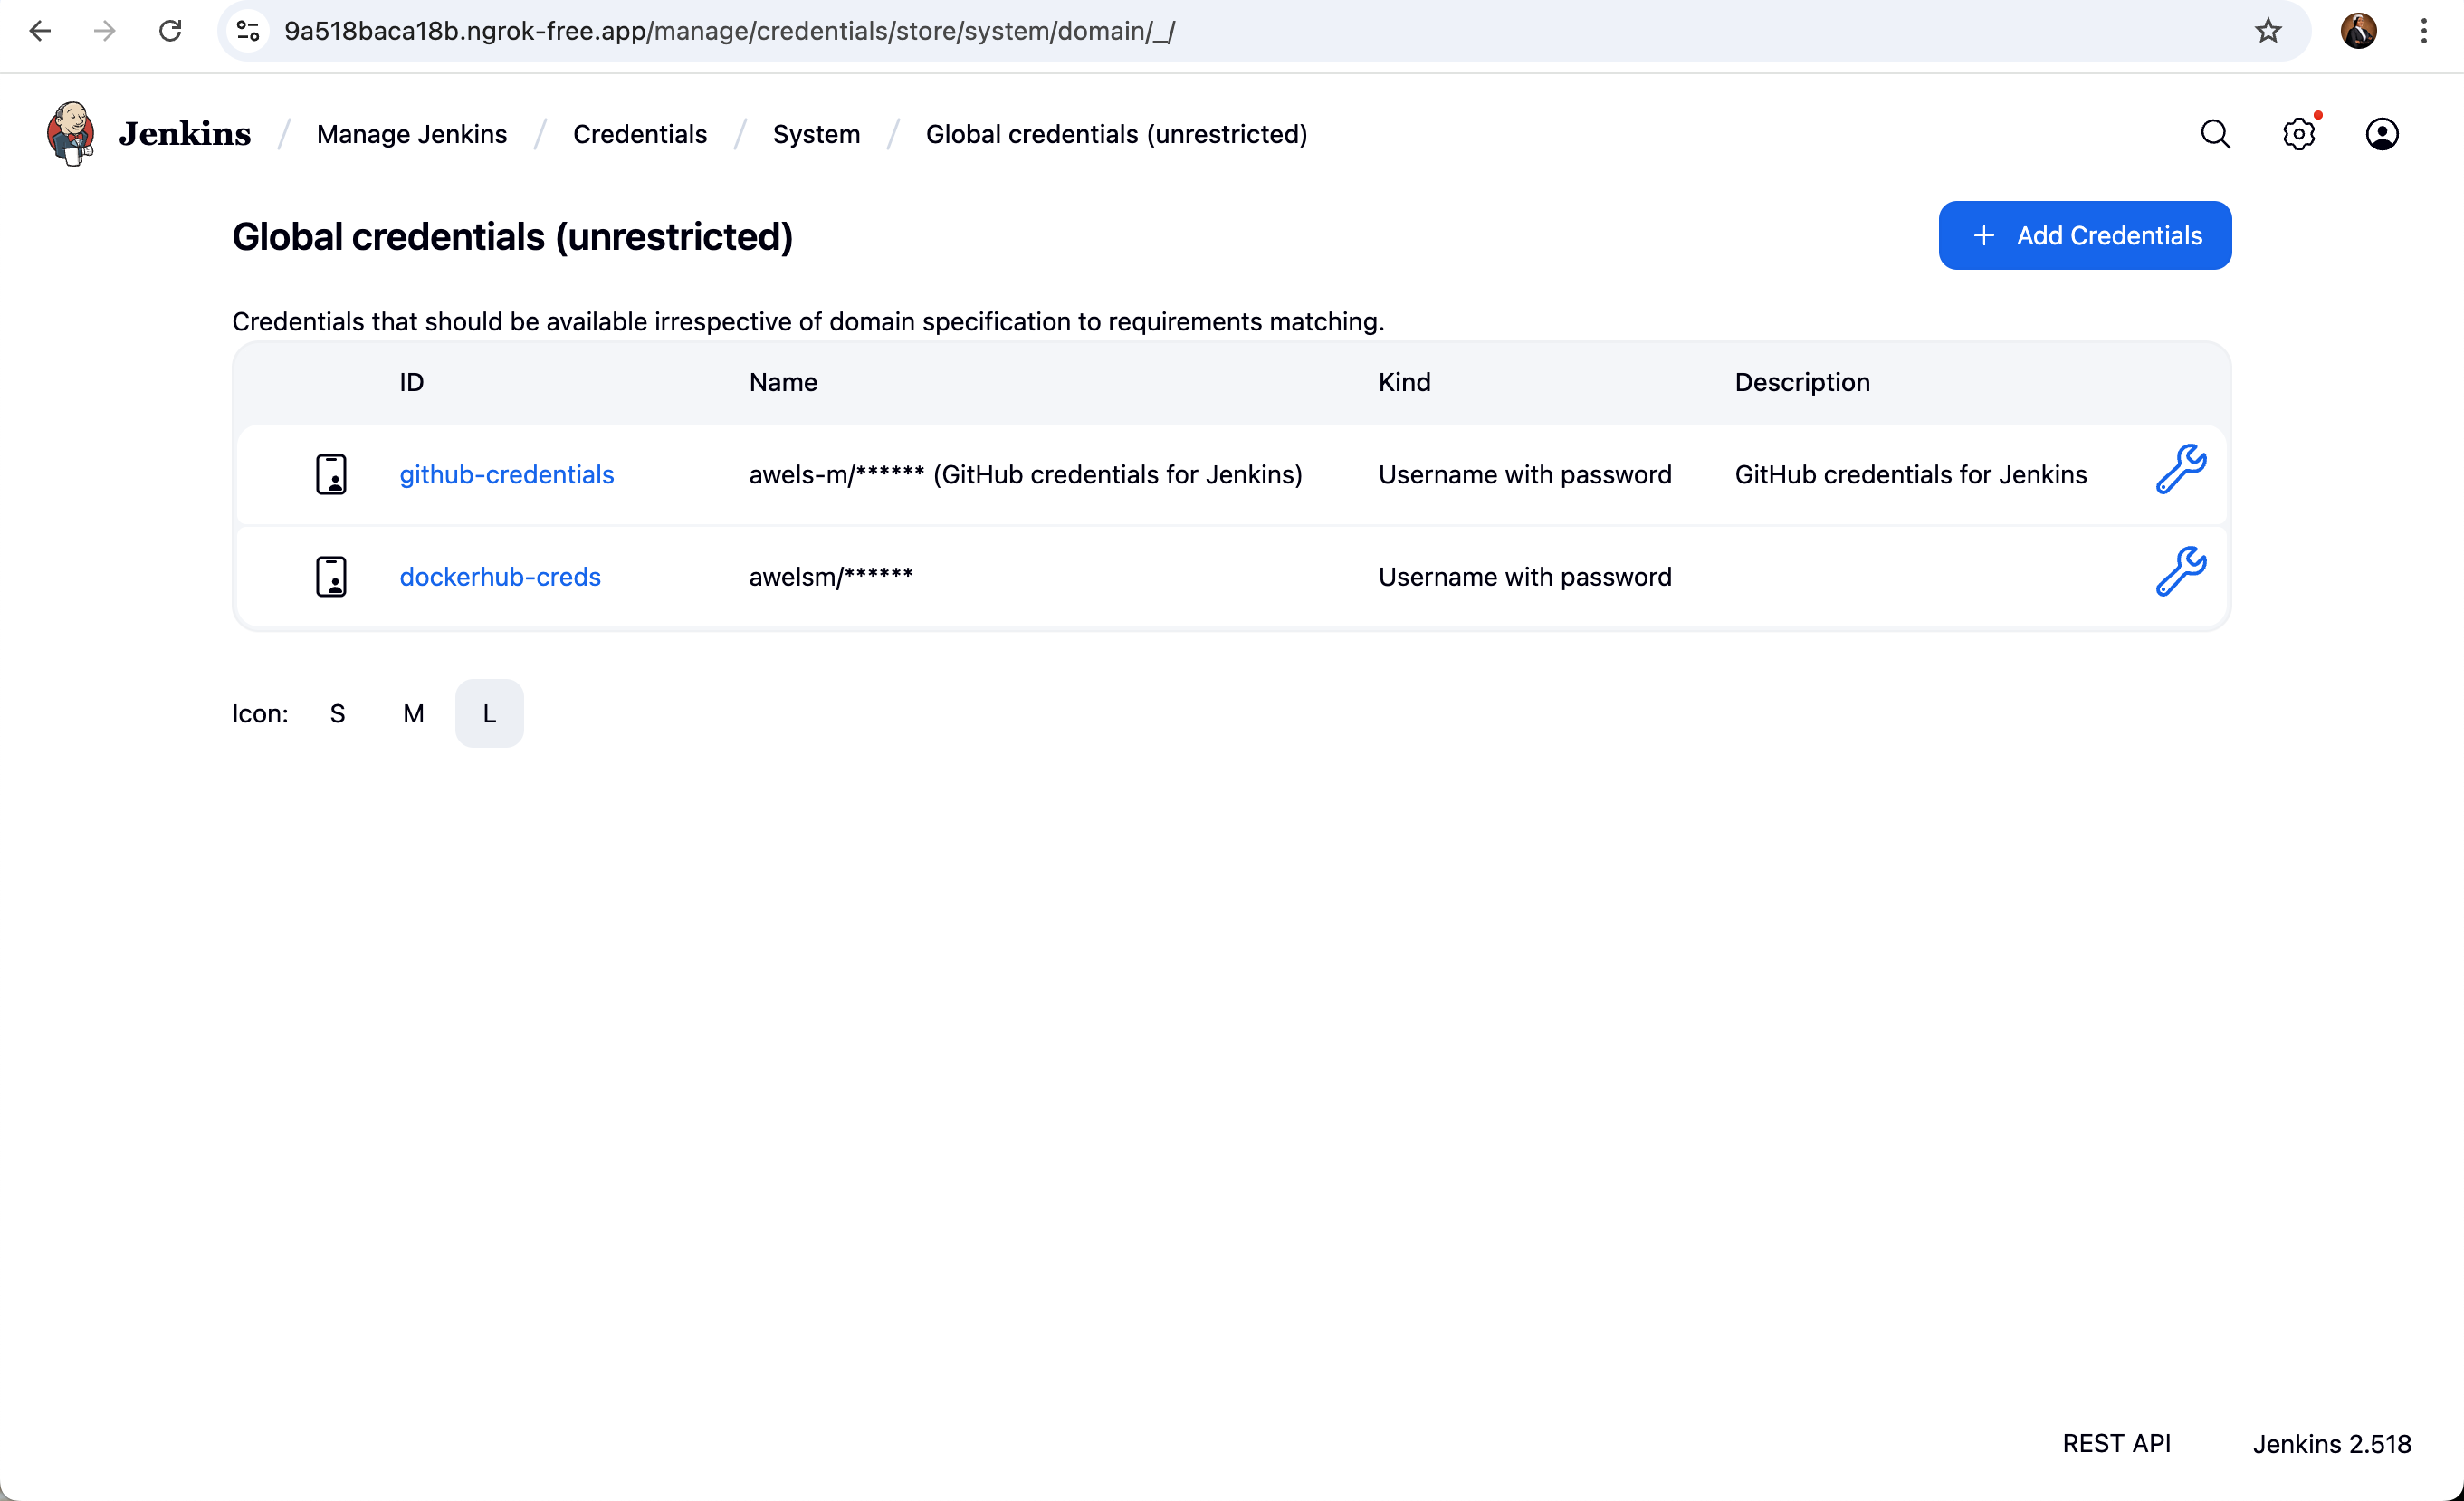 9a518baca18b.ngrok-free.app/manage/credentials/store/system/domain/_/
Jenkins / Manage Jenkins / Credentials / System / Global credentials (unrestricted)
Global credentials (unrestricted)
+ Add Credentials
Credentials that should be available irrespective of domain specification to requirements matching.
ID Name Kind Description
github-credentials awels-m/****** (GitHub credentials for Jenkins) Username with password GitHub credentials for Jenkins
dockerhub-creds awelsm/****** Username with password
Icon: S M L
REST API Jenkins 2.518